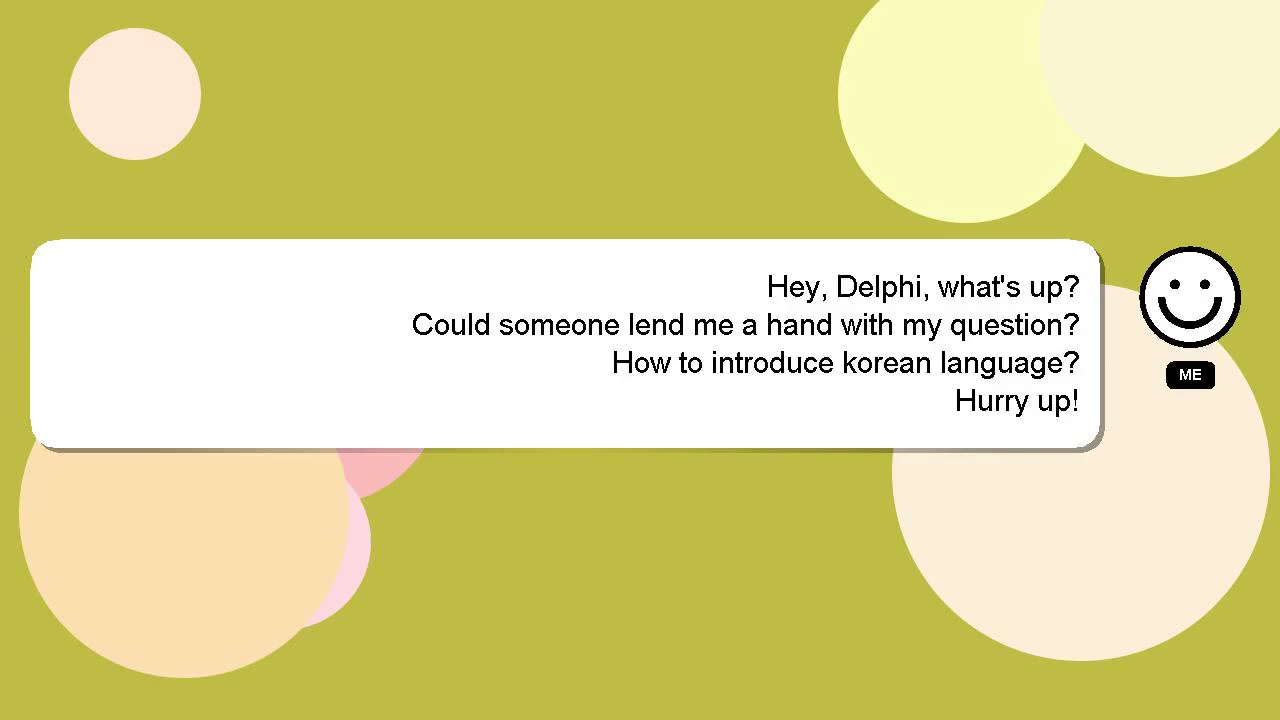 Hey, Delphi, what's up?
Could someone lend me a hand with my question?
How to introduce korean language?
Hurry up!
ME